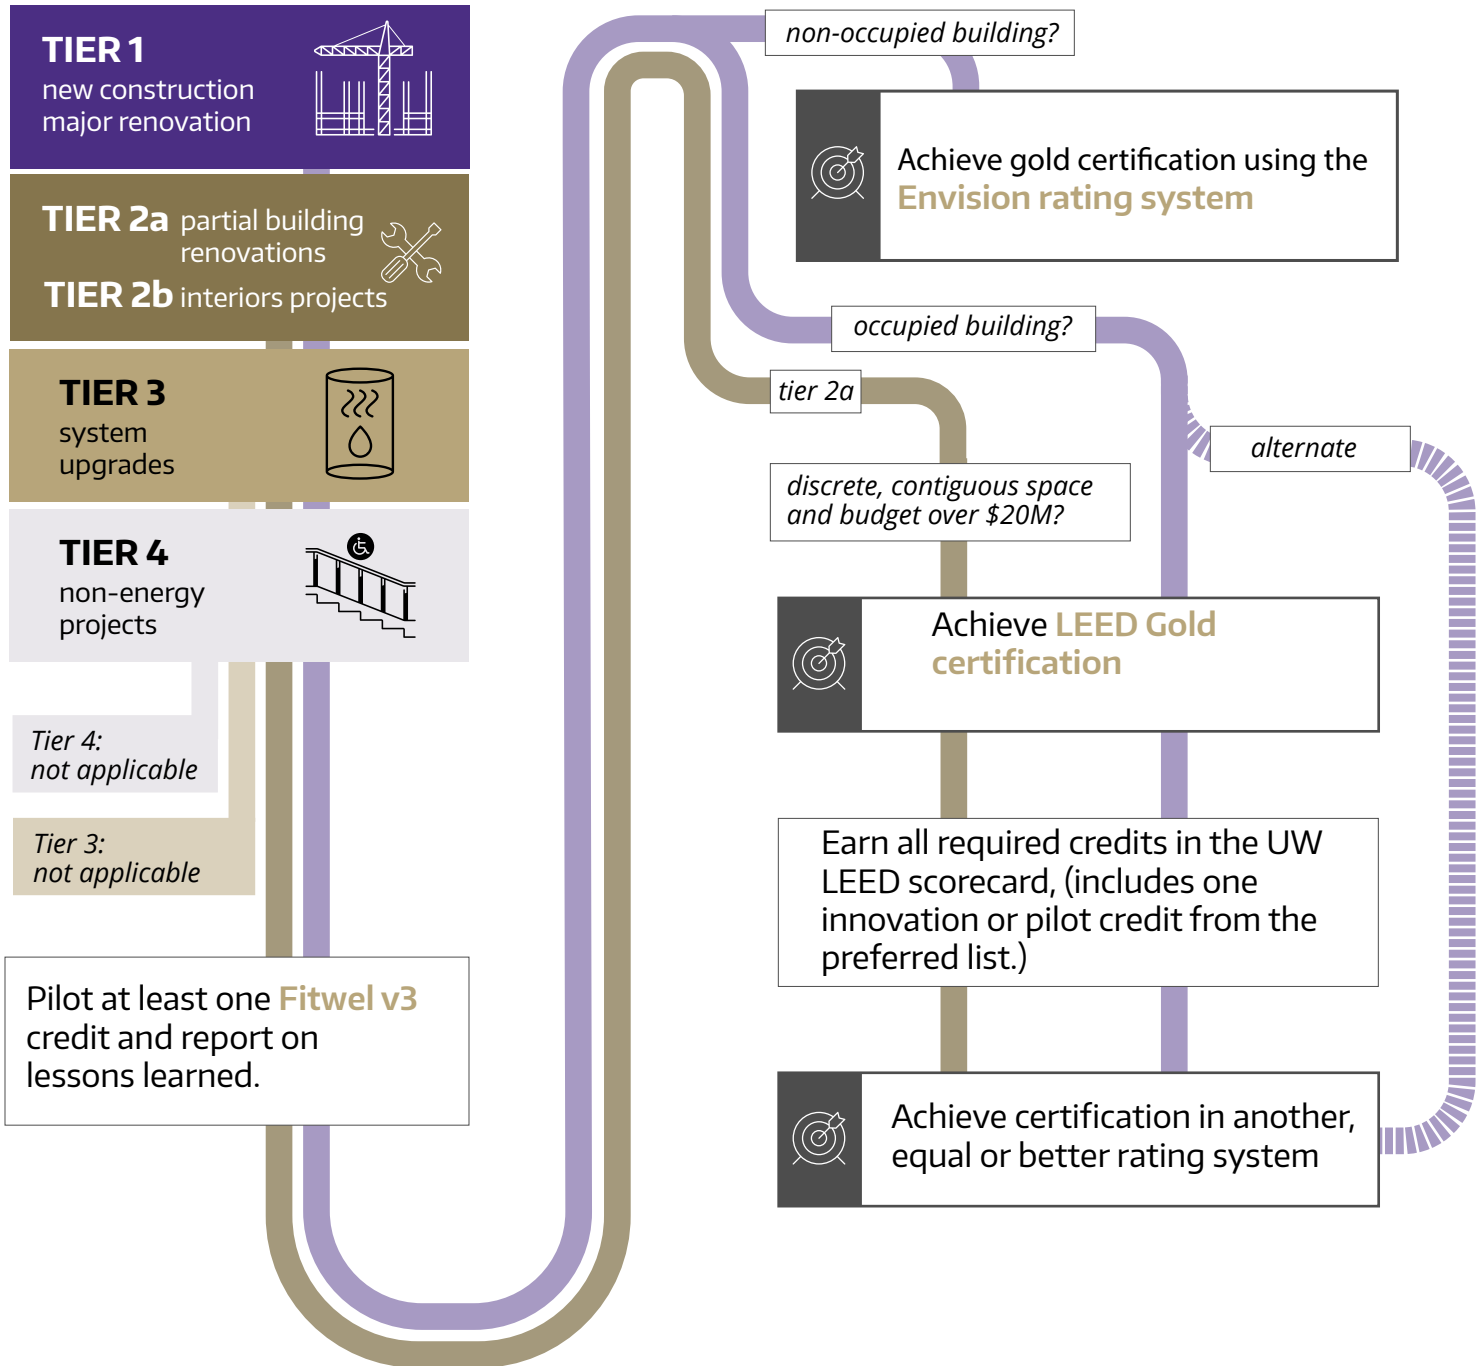 TIER 1
new construction
major renovation
TIER 2a partial building
renovations
TIER 2b interiors projects
TIER 3
system
upgrades
TIER 4
non-energy
projects
Tier 4:
not applicable
Tier 3:
not applicable
Pilot at least one Fitwel v3
credit and report on
lessons learned.
non-occupied building?
Achieve gold certification using the
Envision rating system
occupied building?
tier 2a
alternate
discrete, contiguous space
and budget over $20M?
Achieve LEED Gold
certification
Earn all required credits in the UW
LEED scorecard, (includes one
innovation or pilot credit from the
preferred list.)
Achieve certification in another,
equal or better rating system